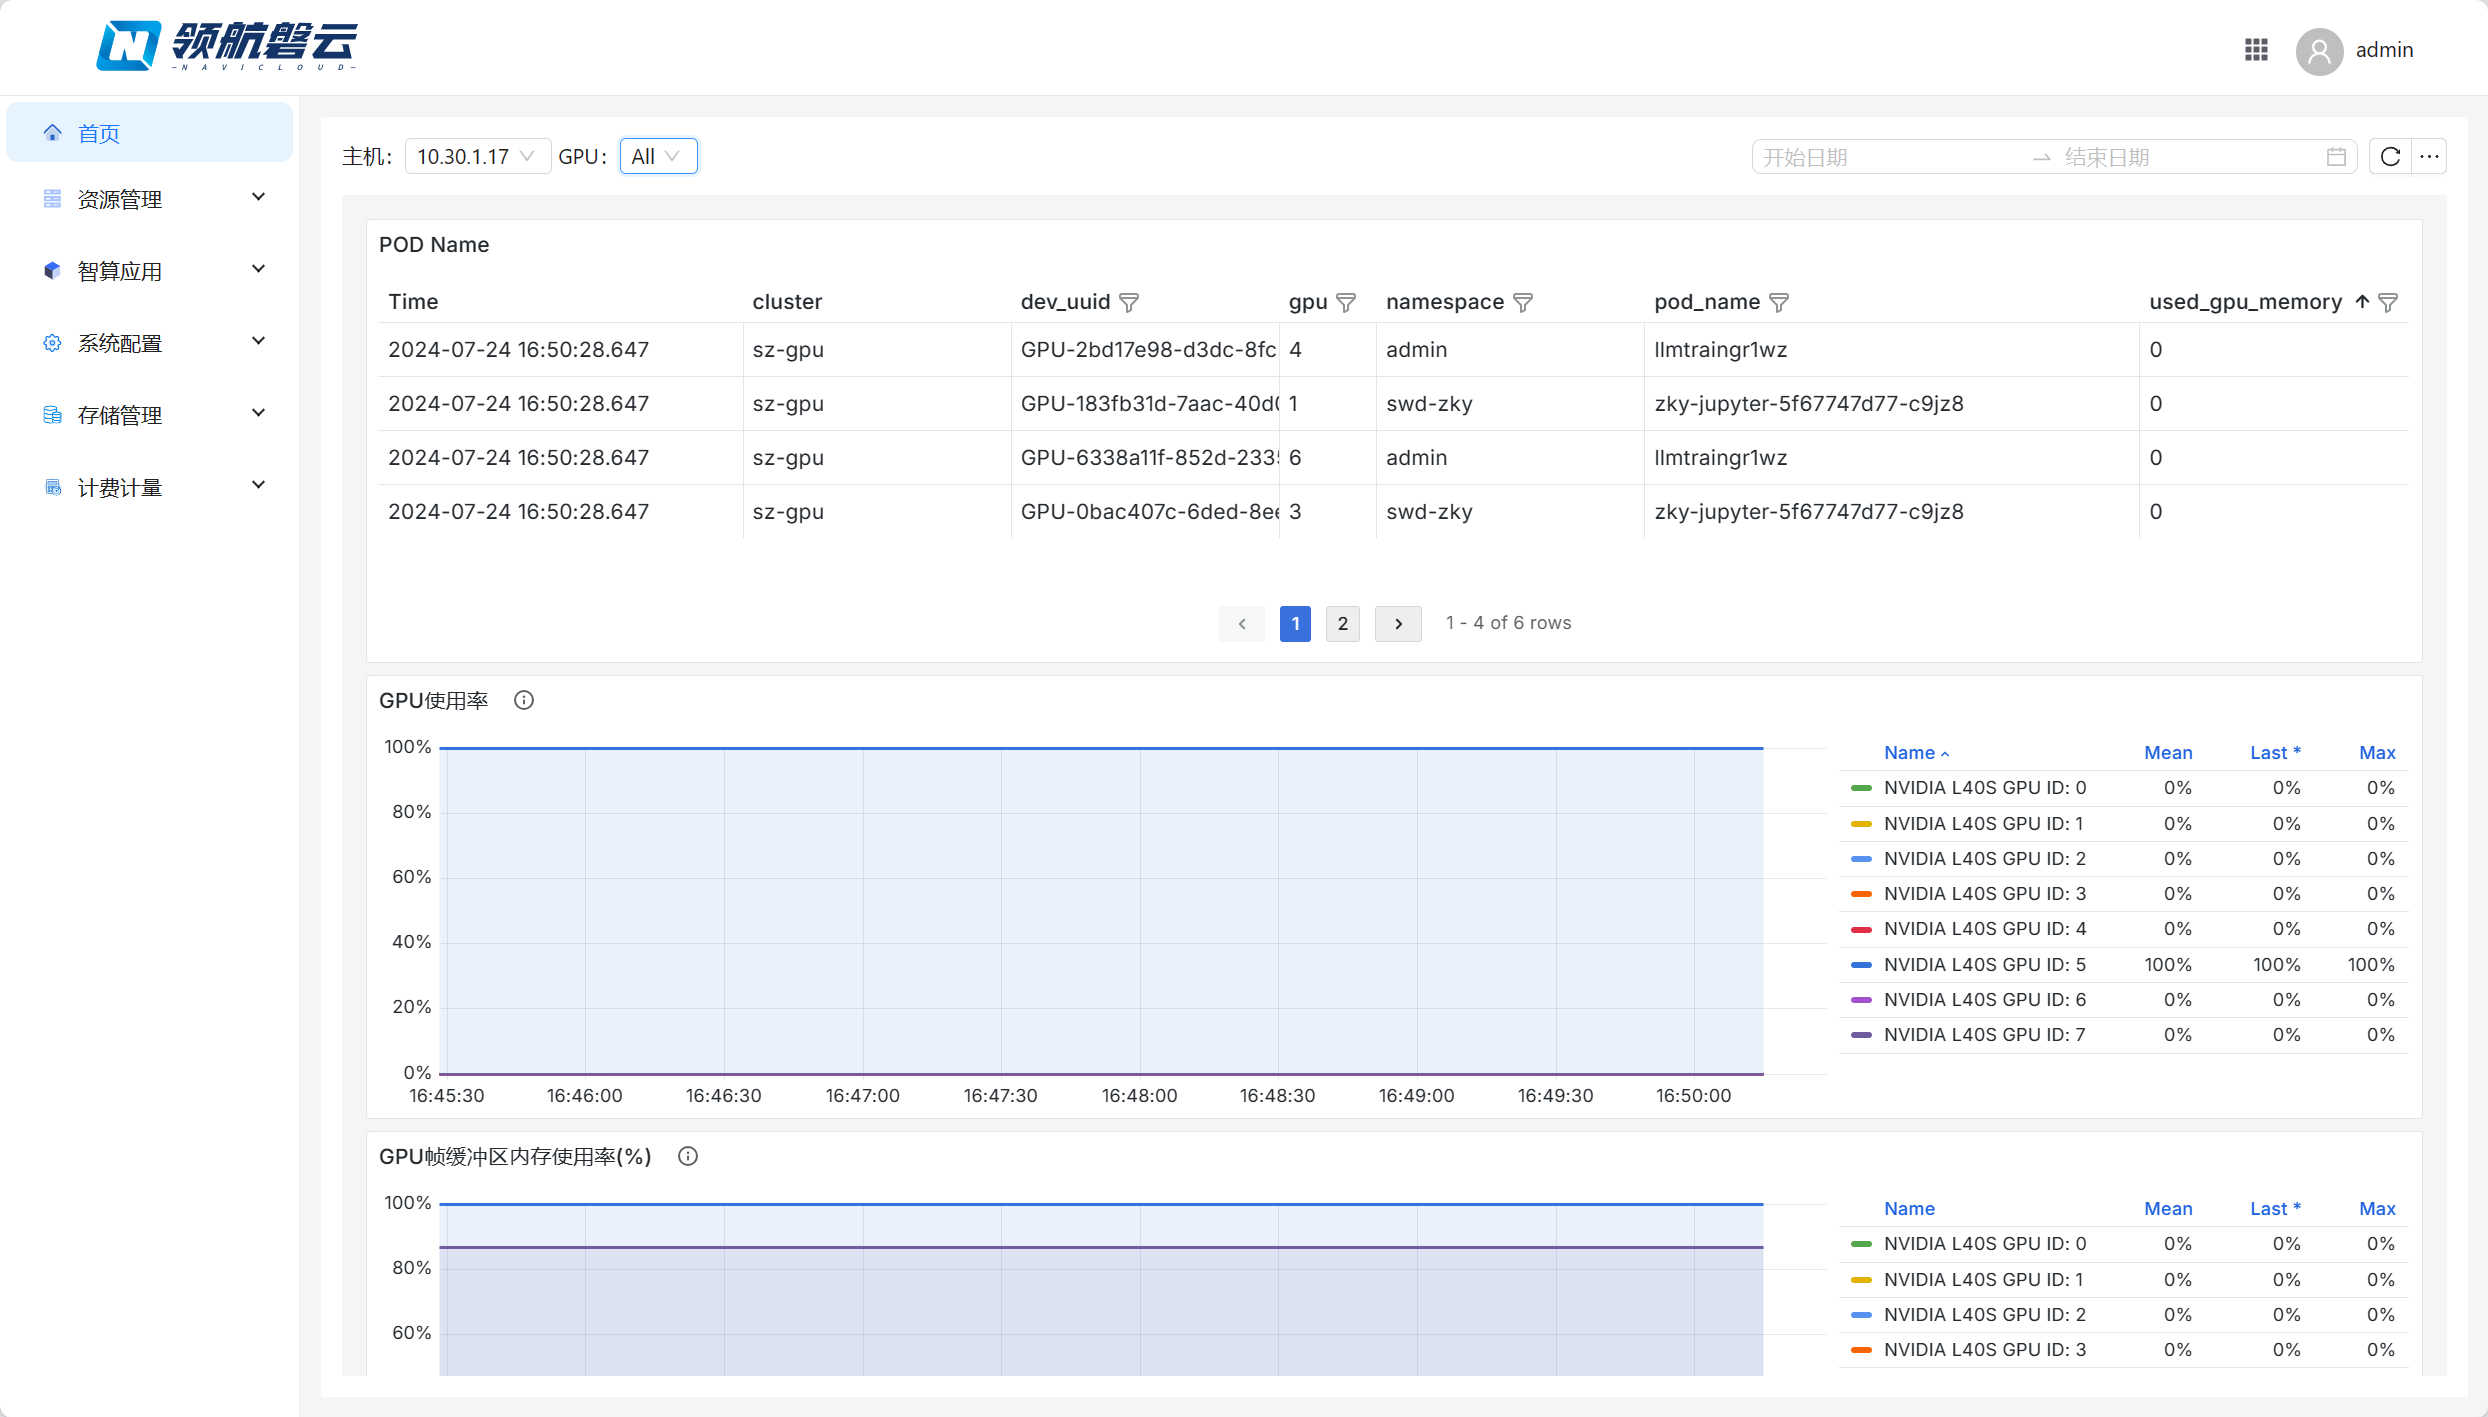 领航磐云
-NAVICLOUD-
admin
首页
资源管理
智算应用
系统配置
存储管理
计费计量
主机: 10.30.1.17 GPU: All 开始日期 结束日期
POD Name
Time cluster dev_uuid gpu namespace pod_name used_gpu_memory
2024-07-24 16:50:28.647 sz-gpu GPU-2bd17e98-d3dc-8fc 4 admin llmtraingr1wz 0
2024-07-24 16:50:28.647 sz-gpu GPU-183fb31d-7aac-40d0 1 swd-zky zky-jupyter-5f67747d77-c9jz8 0
2024-07-24 16:50:28.647 sz-gpu GPU-6338a11f-852d-2335 6 admin llmtraingr1wz 0
2024-07-24 16:50:28.647 sz-gpu GPU-0bac407c-6ded-8ee 3 swd-zky zky-jupyter-5f67747d77-c9jz8 0
1 2 1 - 4 of 6 rows
GPU使用率
100%
80%
60%
40%
20%
0%
16:45:30 16:46:00 16:46:30 16:47:00 16:47:30 16:48:00 16:48:30 16:49:00 16:49:30 16:50:00
Name Mean Last * Max
NVIDIA L40S GPU ID: 0 0% 0% 0%
NVIDIA L40S GPU ID: 1 0% 0% 0%
NVIDIA L40S GPU ID: 2 0% 0% 0%
NVIDIA L40S GPU ID: 3 0% 0% 0%
NVIDIA L40S GPU ID: 4 0% 0% 0%
NVIDIA L40S GPU ID: 5 100% 100% 100%
NVIDIA L40S GPU ID: 6 0% 0% 0%
NVIDIA L40S GPU ID: 7 0% 0% 0%
GPU帧缓冲区内存使用率(%)
100%
80%
60%
Name Mean Last * Max
NVIDIA L40S GPU ID: 0 0% 0% 0%
NVIDIA L40S GPU ID: 1 0% 0% 0%
NVIDIA L40S GPU ID: 2 0% 0% 0%
NVIDIA L40S GPU ID: 3 0% 0% 0%